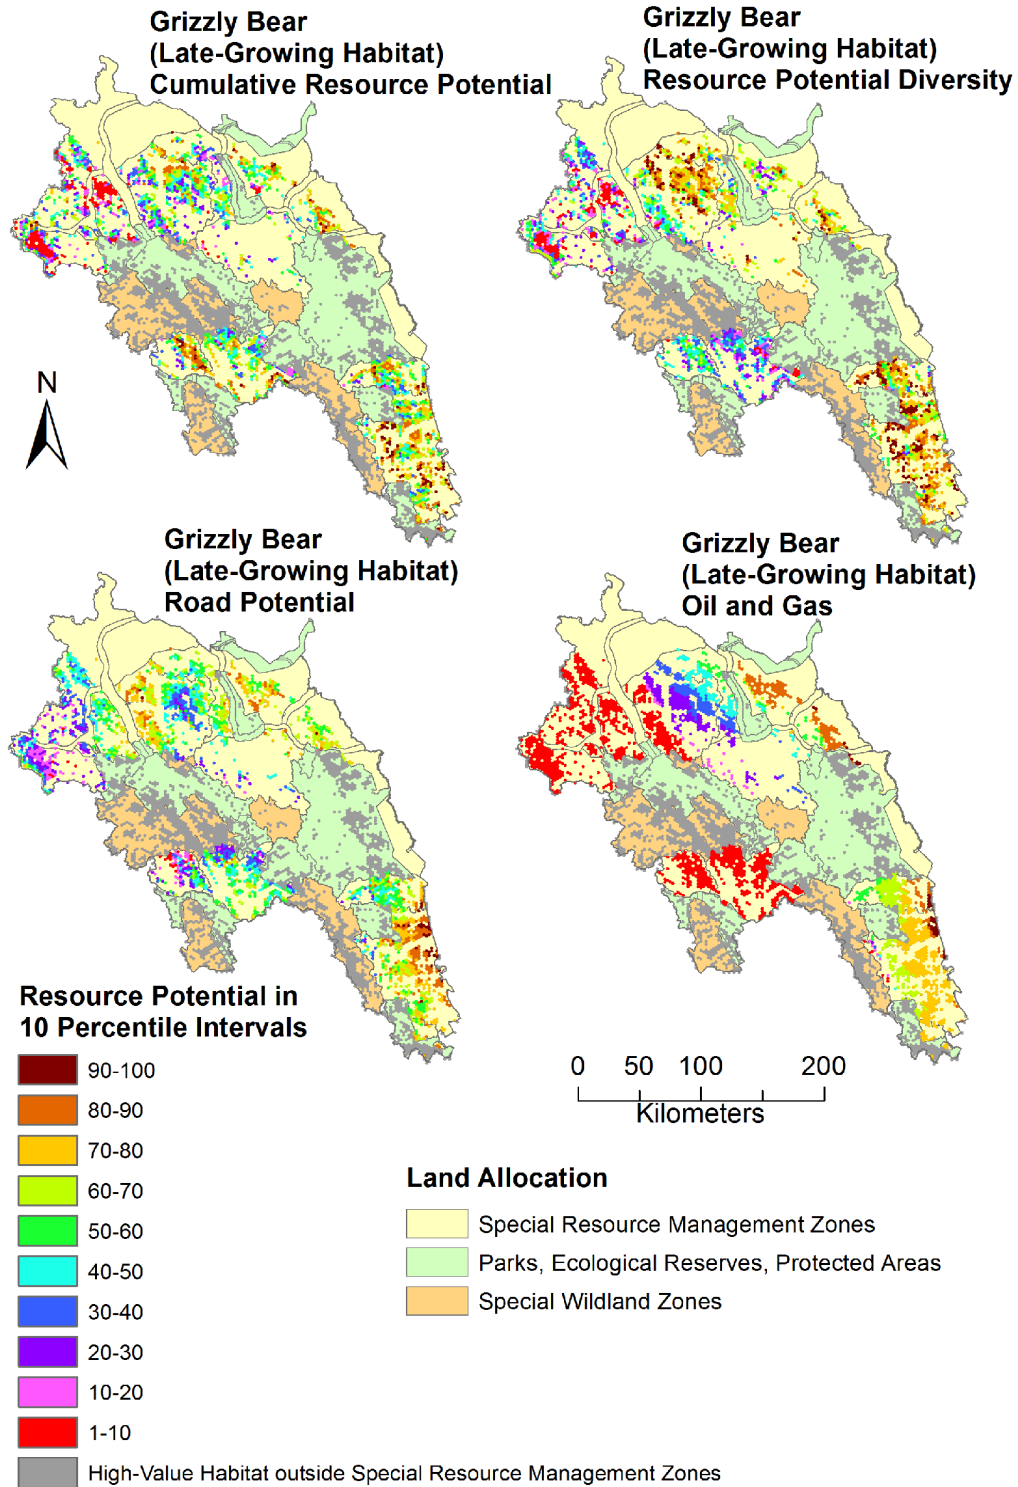 Grizzly Bear
(Late-Growing Habitat)
Cumulative Resource Potential
Grizzly Bear
(Late-Growing Habitat)
Resource Potential Diversity
N
Grizzly Bear
(Late-Growing Habitat)
Road Potential
Grizzly Bear
(Late-Growing Habitat)
Oil and Gas
Resource Potential in
10 Percentile Intervals
90-100
80-90
70-80
60-70
50-60
40-50
30-40
20-30
10-20
1-10
High-Value Habitat outside Special Resource Management Zones
0 50 100 200
Kilometers
Land Allocation
Special Resource Management Zones
Parks, Ecological Reserves, Protected Areas
Special Wildland Zones